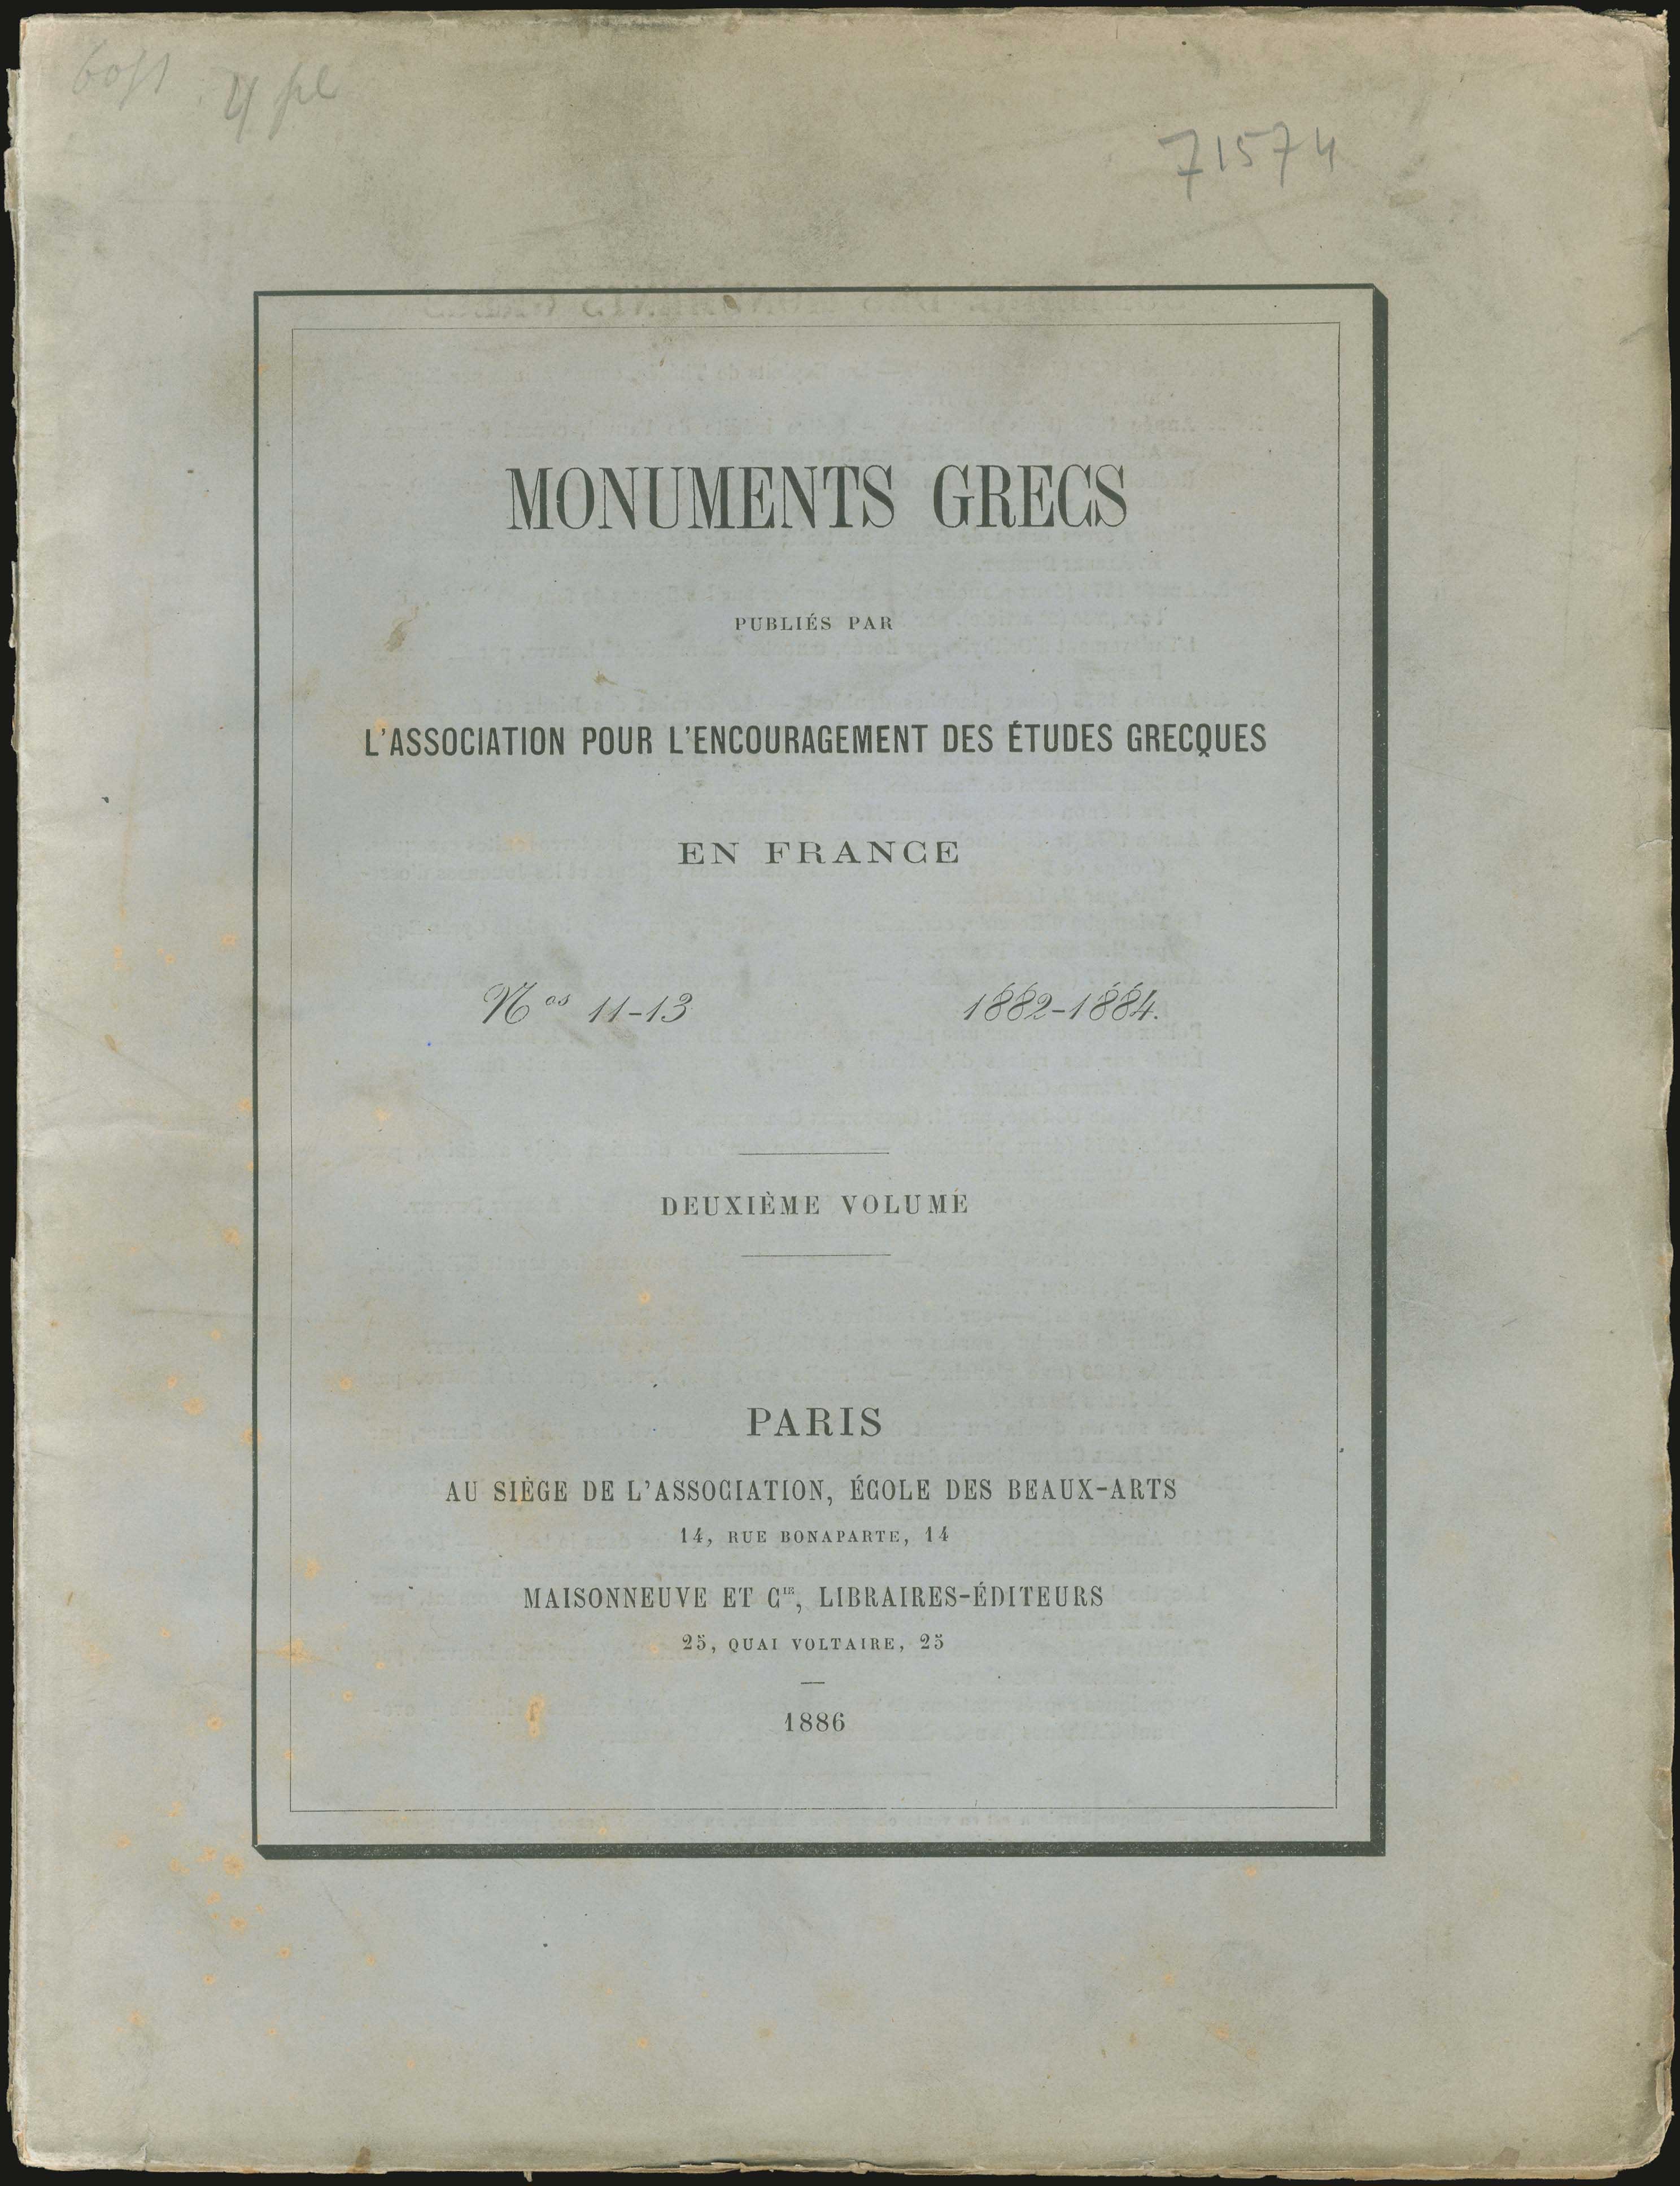 4 pl
71574
MONUMENTS GRECS
PUBLIÉS PAR
L'ASSOCIATION POUR L'ENCOURAGEMENT DES ÉTUDES GRECQUES
EN FRANCE
Nos 11-13 1882-1884.
DEUXIÈME VOLUME
PARIS
AU SIÈGE DE L'ASSOCIATION, ÉCOLE DES BEAUX-ARTS
14, RUE BONAPARTE, 14
MAISONNEUVE ET Cie, LIBRAIRES-ÉDITEURS
25, QUAI VOLTAIRE, 25
1886